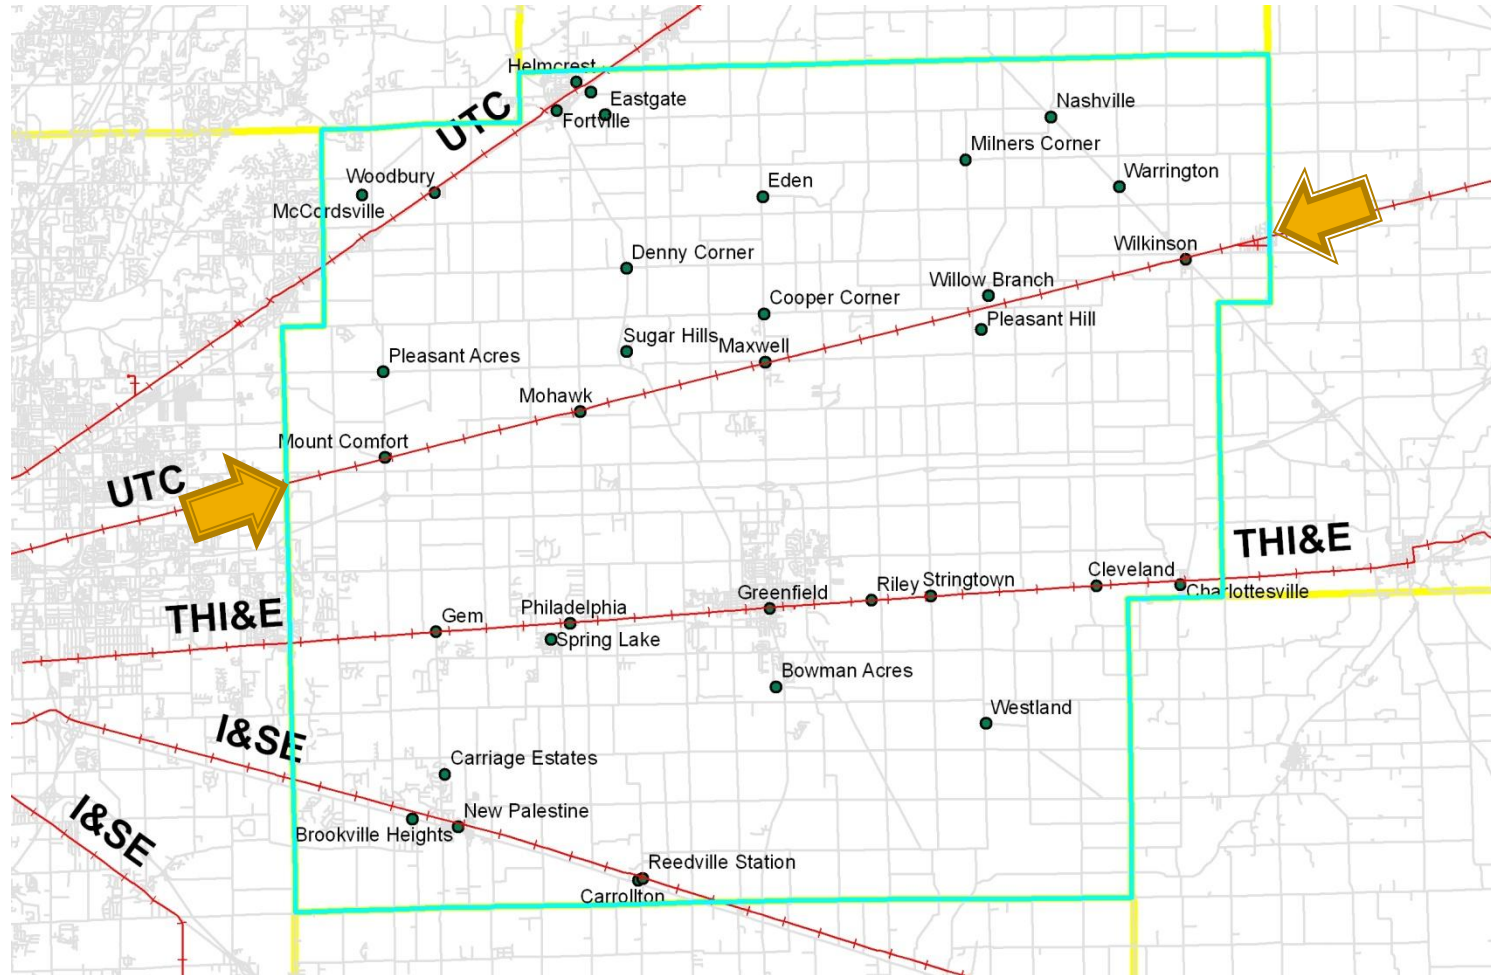 Helmcrest
Eastgate
UTC
Fortville
Nashville
Milners Corner
Woodbury
Eden
Warrington
McCordsville
Denny Corner
Wilkinson
Willow Branch
Cooper Corner
Pleasant Hill
Sugar Hills
Maxwell
Pleasant Acres
Mohawk
Mount Comfort
UTC
THI&E
Cleveland
Riley
Stringtown
Greenfield
Charlottesville
Philadelphia
THI&E
Gem
Spring Lake
Bowman Acres
Westland
I&SE
Carriage Estates
New Palestine
I&SE
Brookville Heights
Reedville Station
Carrollton